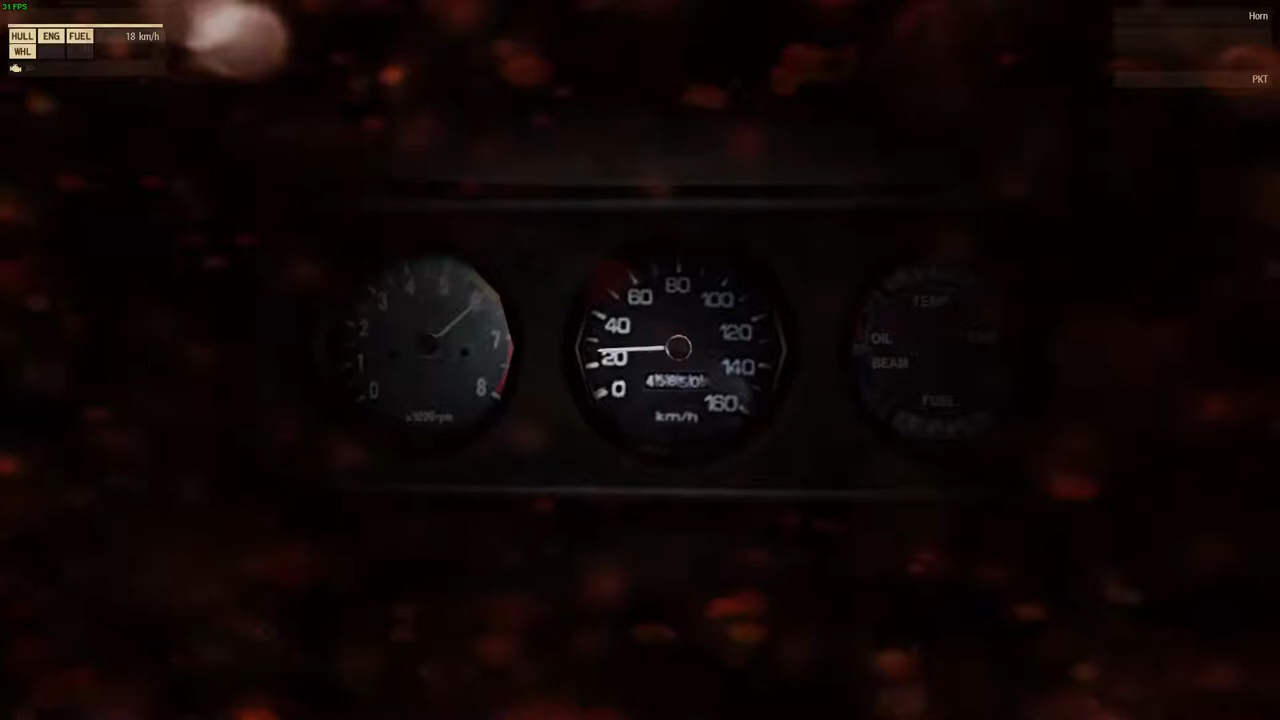 31 FPS
HULL ENG FUEL 18 km/h
WHL
Horn
PKT
0 1 2 3 4 5 6 7 8
x1000rpm
0 20 40 60 80 100 120 140 160
km/h
TEMP
OIL
BEAM
FUEL